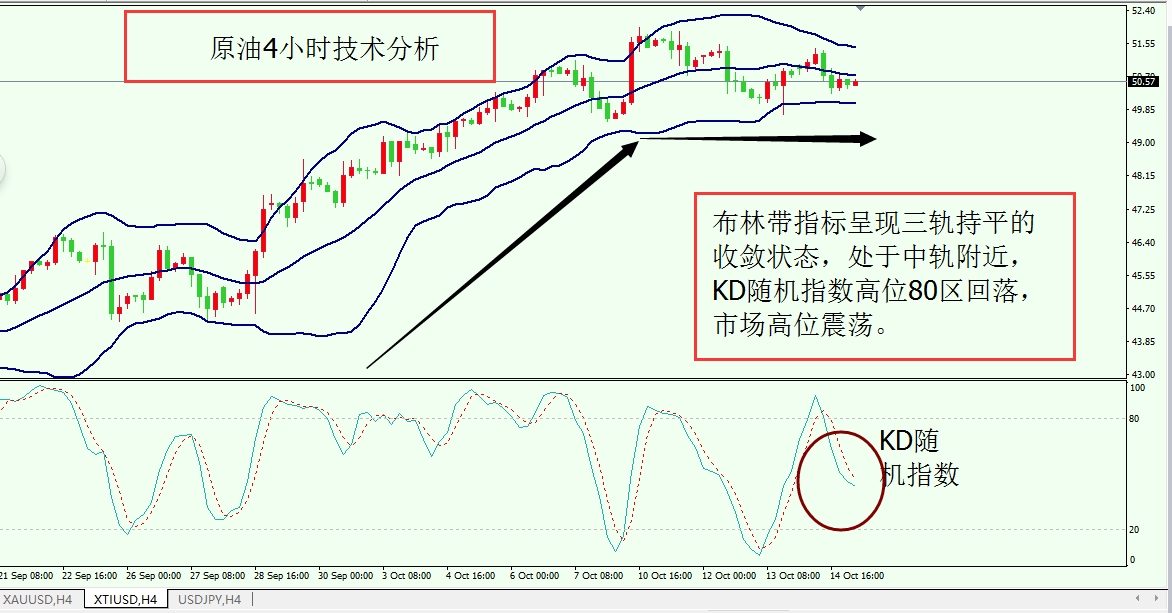 原油4小时技术分析
52.40
51.55
50.57
49.85
49.00
48.15
47.25
46.40
45.55
44.70
43.85
43.00
布林带指标呈现三轨持平的
收敛状态，处于中轨附近，
KD随机指数高位80区回落，
市场高位震荡。
100
80
20
0
KD随
机指数
21 Sep 08:00 22 Sep 16:00 26 Sep 00:00 27 Sep 08:00 28 Sep 16:00 30 Sep 00:00 3 Oct 08:00 4 Oct 16:00 6 Oct 00:00 7 Oct 08:00 10 Oct 16:00 12 Oct 00:00 13 Oct 08:00 14 Oct 16:00
XAUUSD,H4 XTIUSD,H4 USDJPY,H4